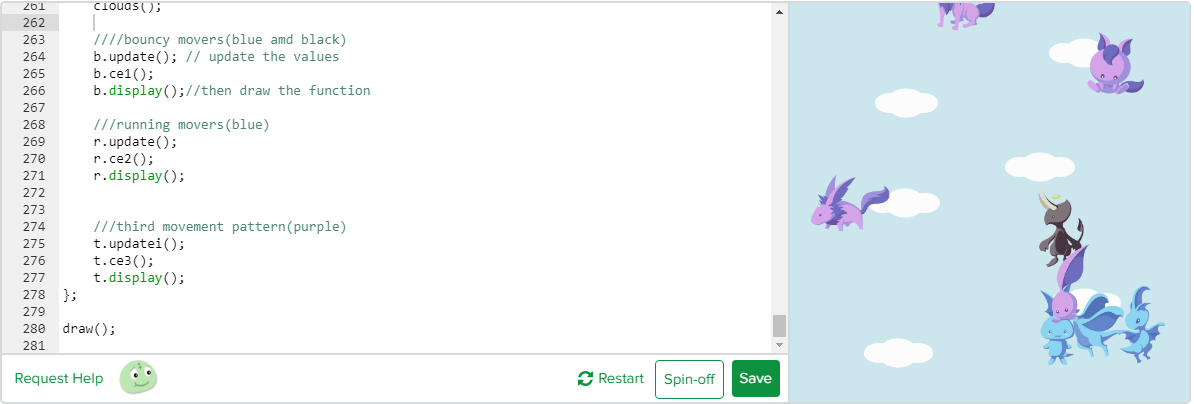 261 clouds();
262
263 ////bouncy movers(blue amd black)
264 b.update(); // update the values
265 b.ce1();
266 b.display();//then draw the function
267
268 ///running movers(blue)
269 r.update();
270 r.ce2();
271 r.display();
272
273
274 ///third movement pattern(purple)
275 t.updatei();
276 t.ce3();
277 t.display();
278 };
279
280 draw();
281
Request Help
Restart
Spin-off
Save